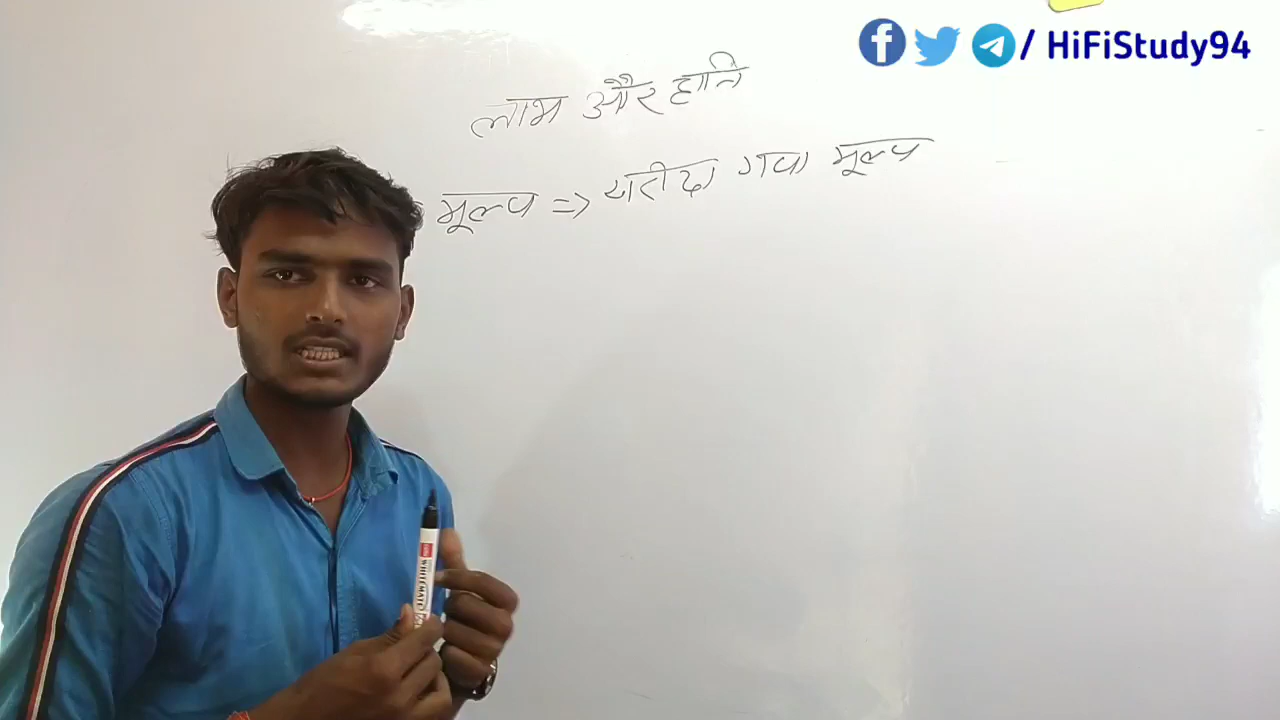 / HiFiStudy94
लाभ और हानि
मूल्य => खरीदा गया मूल्य